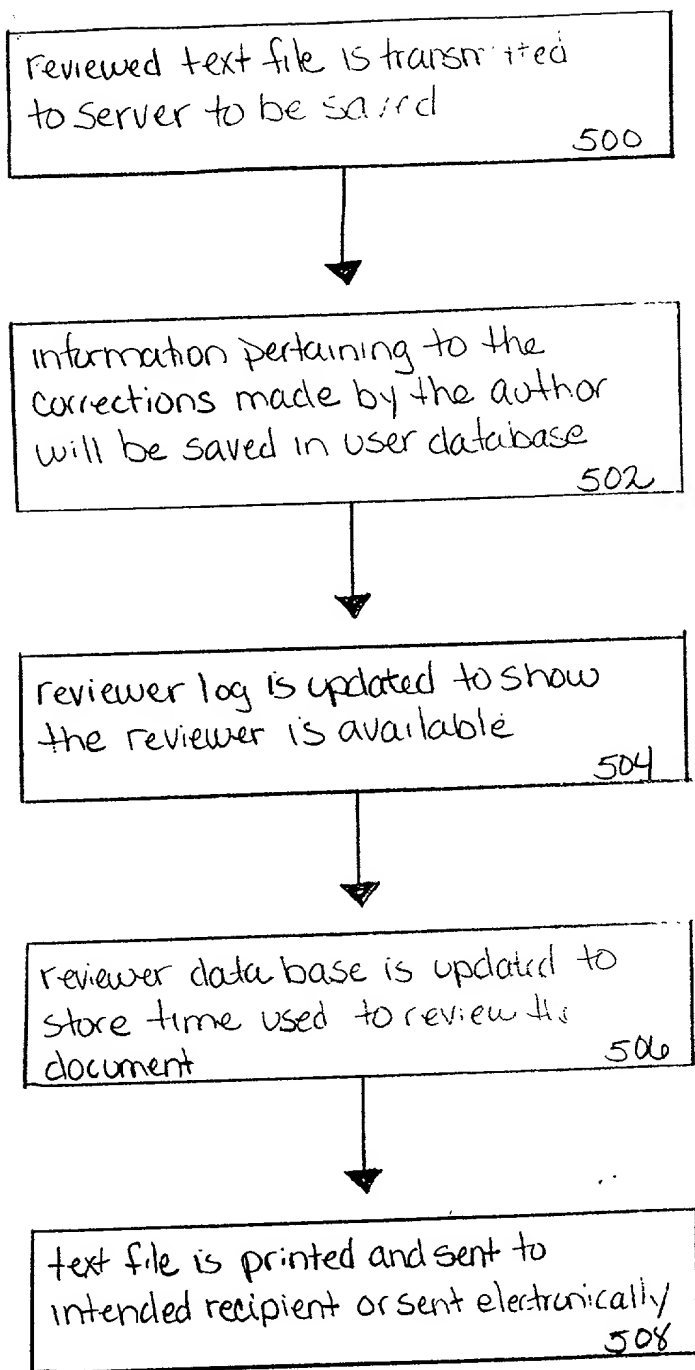 reviewed text file is transmitted
to server to be saved
500
information pertaining to the
corrections made by the author
will be saved in user database
502
reviewer log is updated to show
the reviewer is available
504
reviewer data base is updated to
store time used to review the
document
506
text file is printed and sent to
intended recipient or sent electronically
508